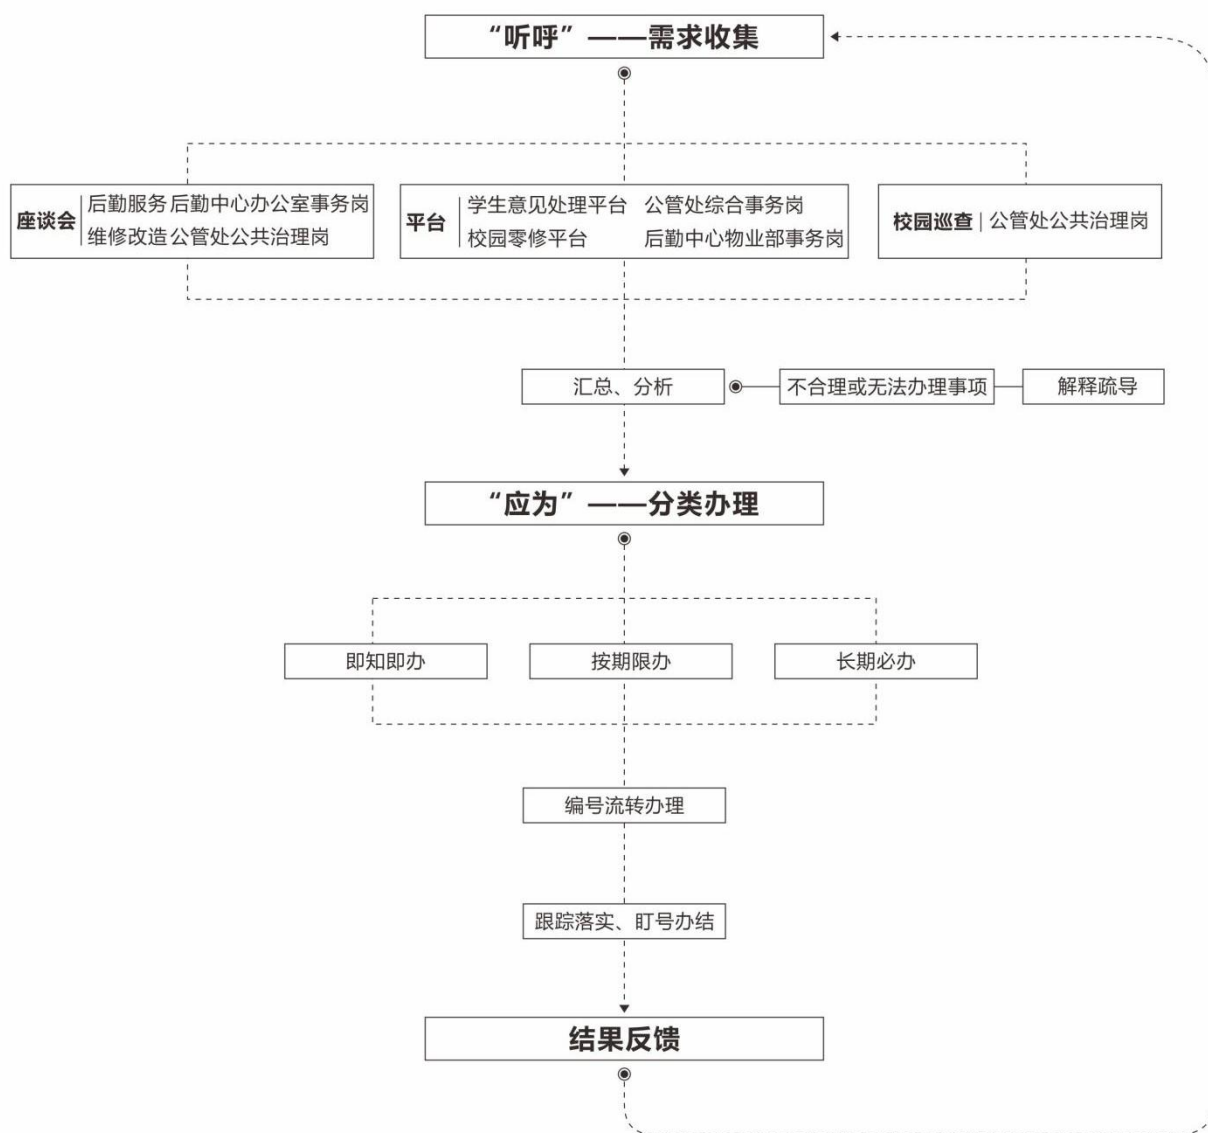 “听呼”——需求收集
座谈会 后勤服务 后勤中心办公室事务岗
维修改造 公管处公共治理岗
平台 学生意见处理平台 公管处综合事务岗
校园零修平台 后勤中心物业部事务岗
校园巡查 公管处公共治理岗
汇总、分析 不合理或无法办理事项 解释疏导
“应为”——分类办理
即知即办 按期限办 长期必办
编号流转办理
跟踪落实、盯号办结
结果反馈